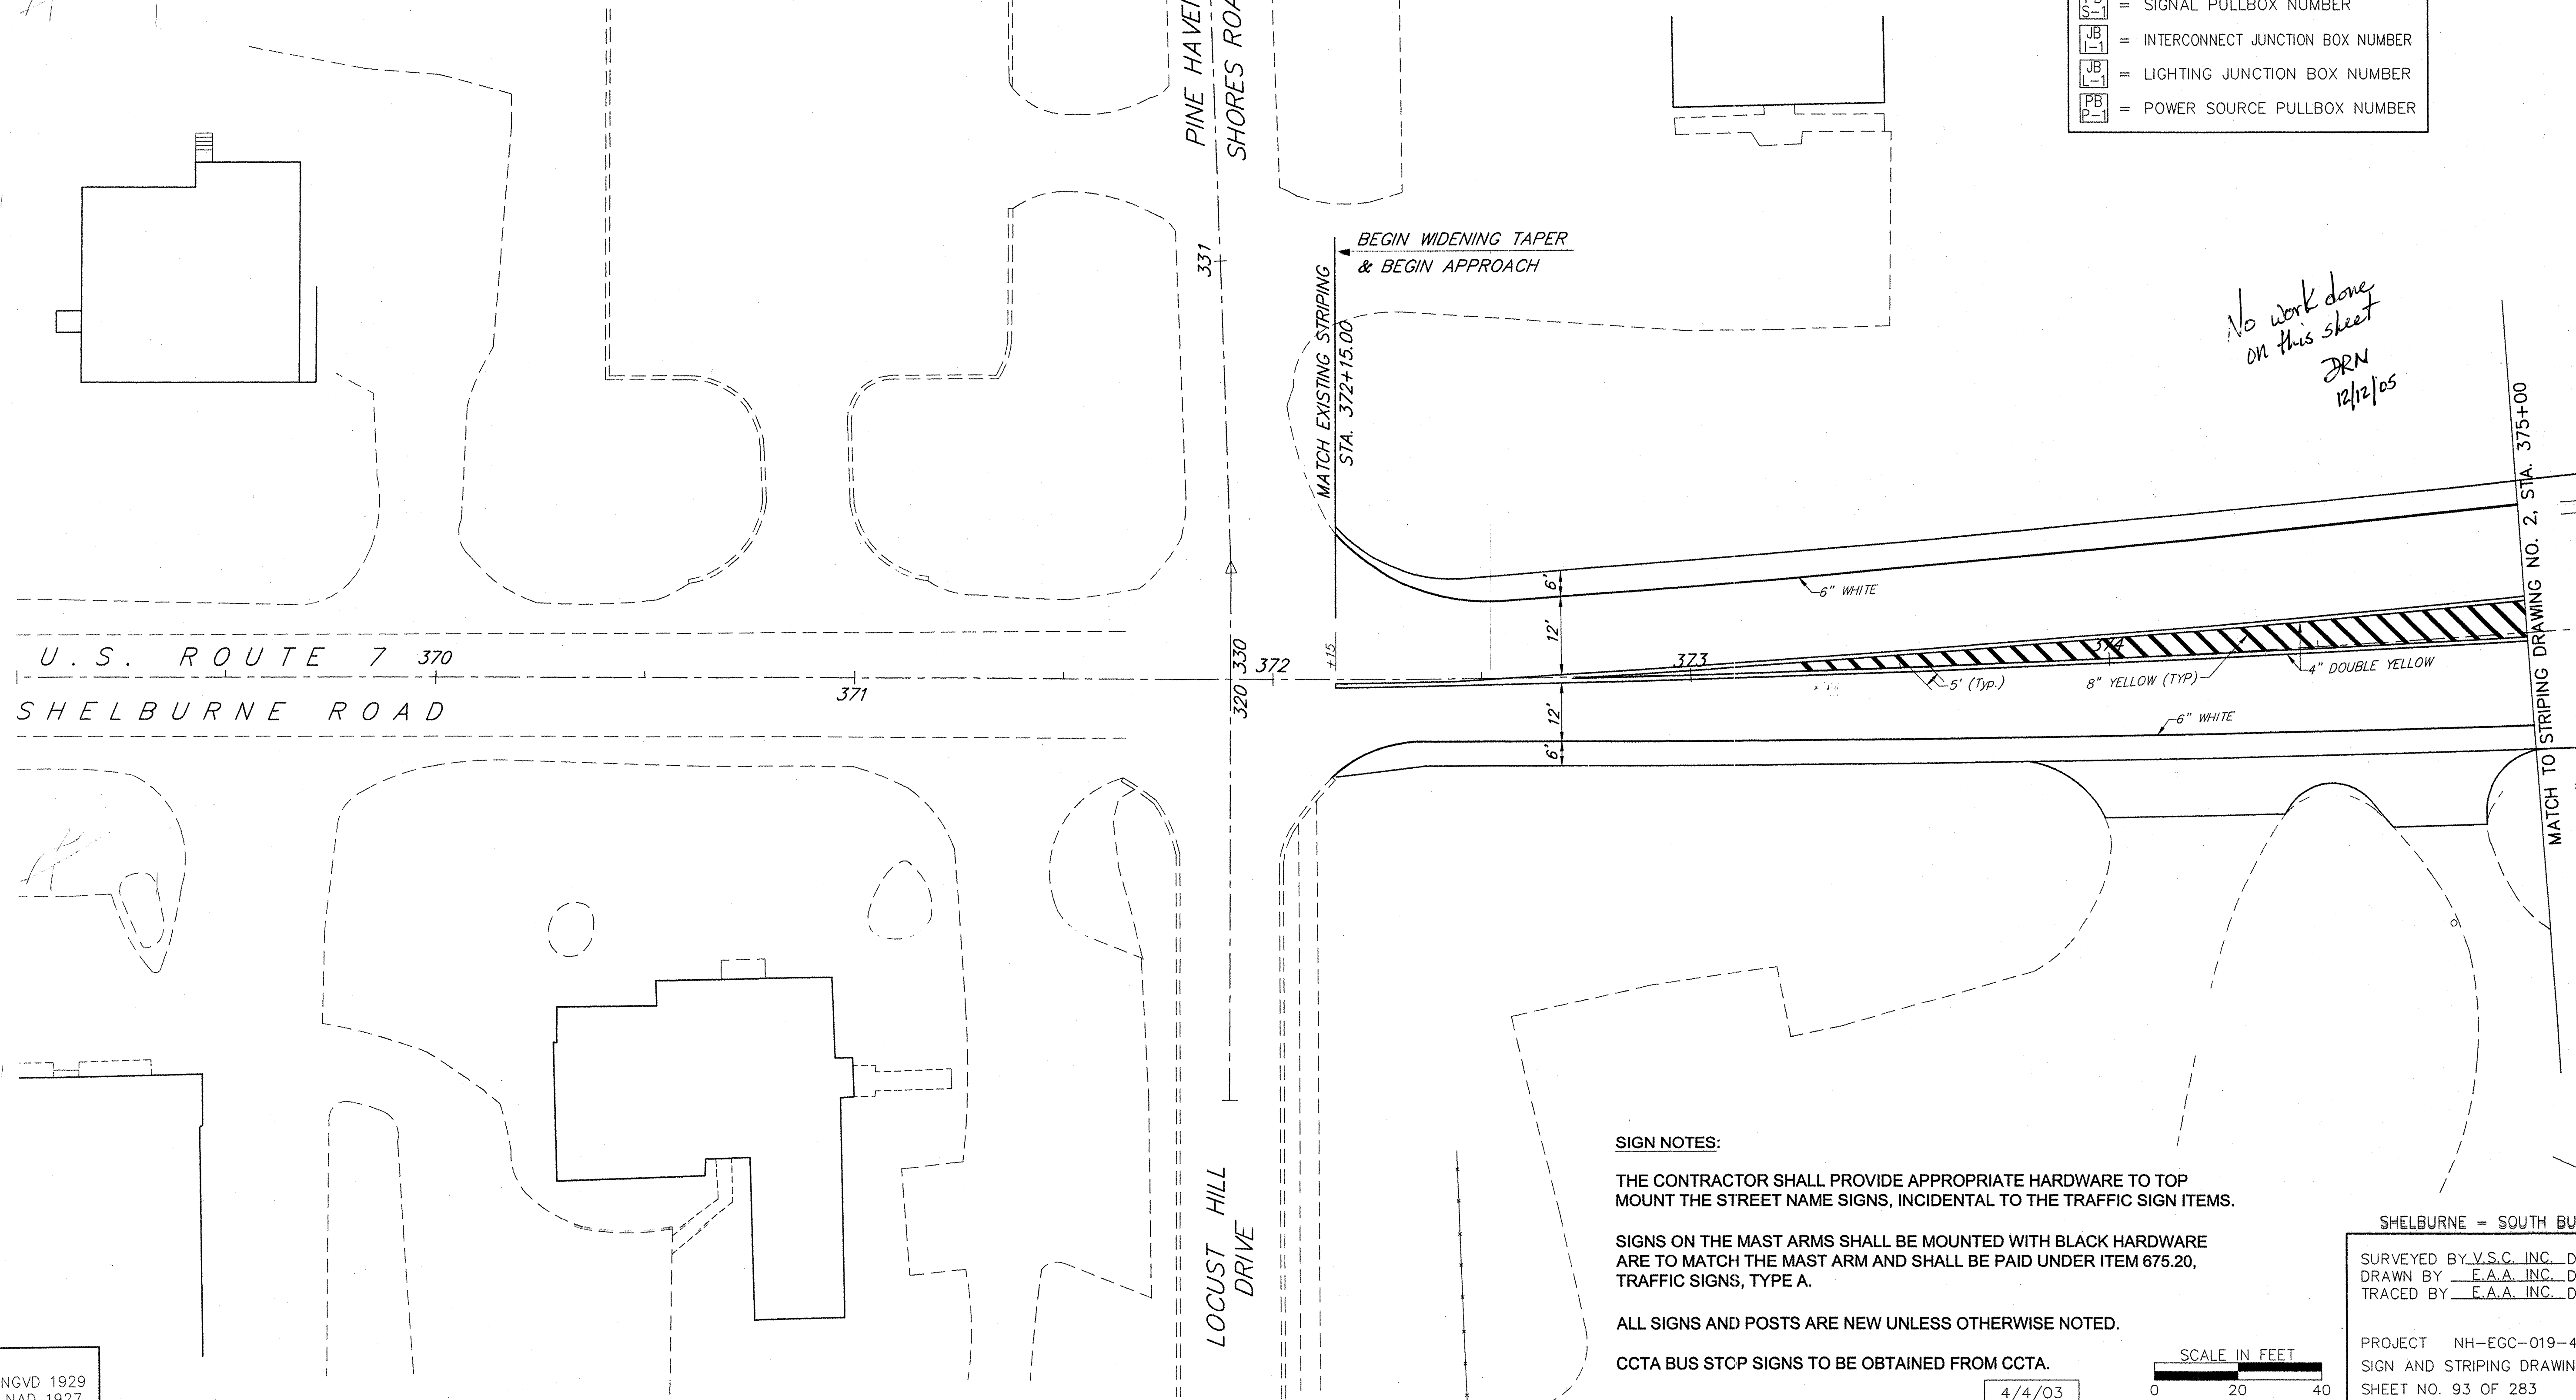 S-1 = SIGNAL PULLBOX NUMBER
JB I-1 = INTERCONNECT JUNCTION BOX NUMBER
JB L-1 = LIGHTING JUNCTION BOX NUMBER
PB P-1 = POWER SOURCE PULLBOX NUMBER
PINE HAVEN
SHORES ROA
331
BEGIN WIDENING TAPER
& BEGIN APPROACH
MATCH EXISTING STRIPING
STA. 372+15.00
No work done
on this sheet
DRN
12/12/05
MATCH TO STRIPING DRAWING NO. 2, STA. 375+00
6'
12'
12'
6'
6" WHITE
U.S. ROUTE 7
370
371
330
320
372
+15
373
374
5' (Typ.)
8" YELLOW (TYP)
4" DOUBLE YELLOW
6" WHITE
SHELBURNE ROAD
LOCUST HILL
DRIVE
SIGN NOTES:
THE CONTRACTOR SHALL PROVIDE APPROPRIATE HARDWARE TO TOP
MOUNT THE STREET NAME SIGNS, INCIDENTAL TO THE TRAFFIC SIGN ITEMS.
SIGNS ON THE MAST ARMS SHALL BE MOUNTED WITH BLACK HARDWARE
ARE TO MATCH THE MAST ARM AND SHALL BE PAID UNDER ITEM 675.20,
TRAFFIC SIGNS, TYPE A.
ALL SIGNS AND POSTS ARE NEW UNLESS OTHERWISE NOTED.
CCTA BUS STOP SIGNS TO BE OBTAINED FROM CCTA.
4/4/03
SCALE IN FEET
0 20 40
SHELBURNE - SOUTH BU
SURVEYED BY V.S.C. INC. D
DRAWN BY E.A.A. INC. D
TRACED BY E.A.A. INC. D
PROJECT NH-EGC-019-4
SIGN AND STRIPING DRAWIN
SHEET NO. 93 OF 283
NGVD 1929
NAD 1927